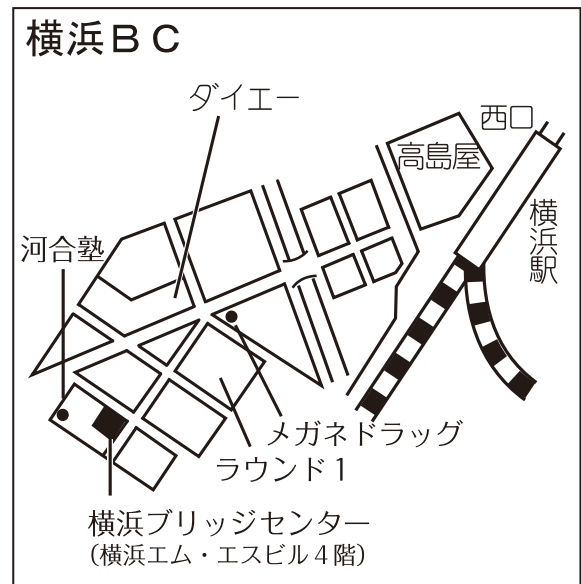 横浜ＢＣ
ダイエー
西口
高島屋
横浜駅
河合塾
メガネドラッグ
ラウンド１
横浜ブリッジセンター
（横浜エム・エスビル４階）